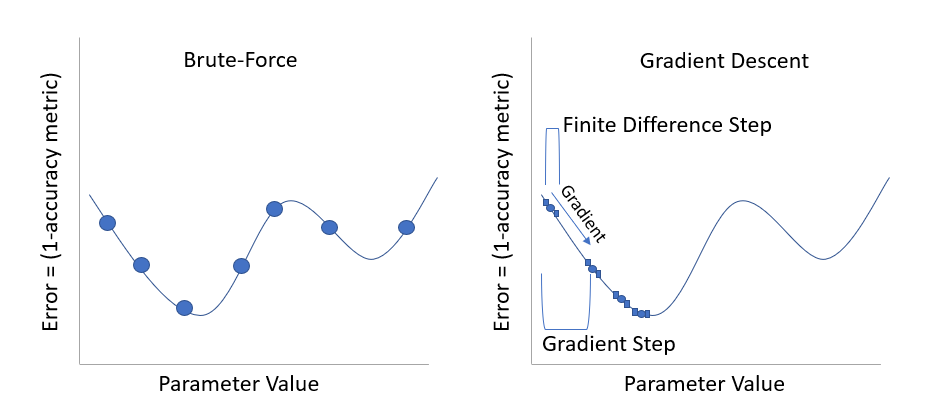 Brute-Force
Error = (1-accuracy metric)
Parameter Value
Gradient Descent
Error = (1-accuracy metric)
Finite Difference Step
Gradient
Gradient Step
Parameter Value